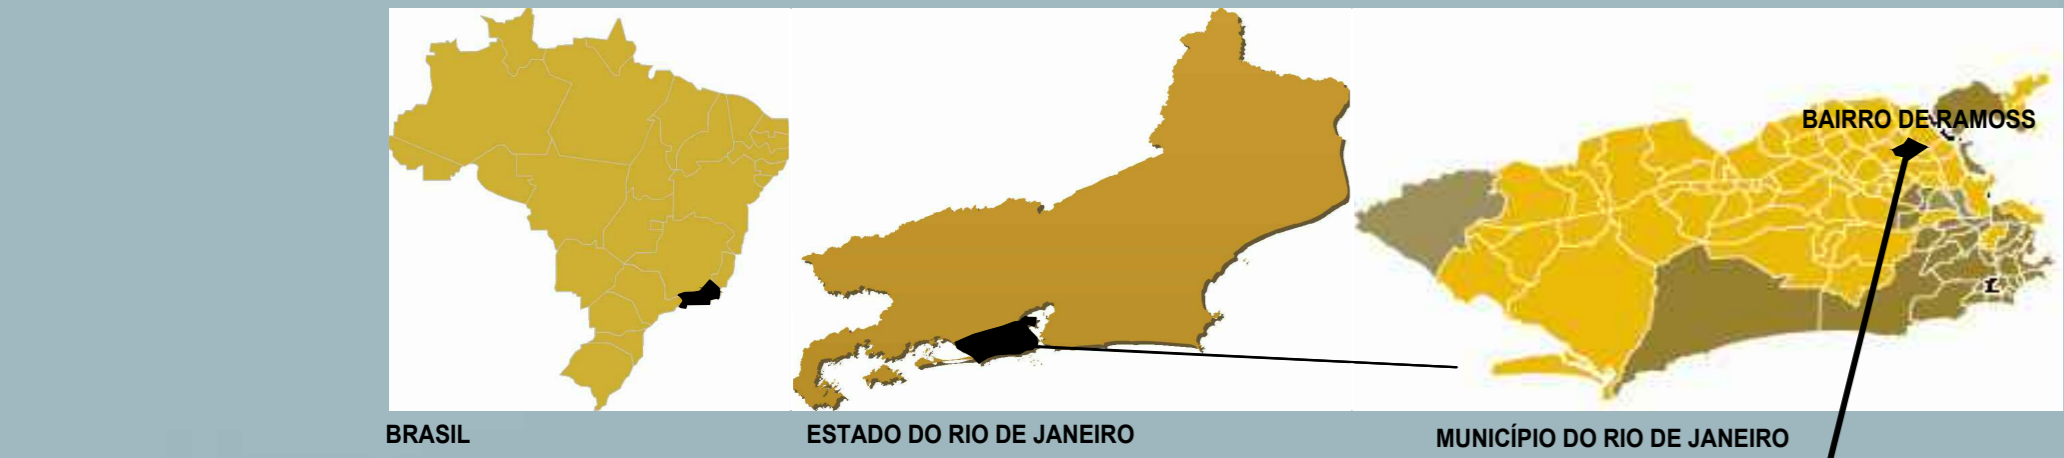 BAIRRO DE RAMOSS
BRASIL
ESTADO DO RIO DE JANEIRO
MUNICÍPIO DO RIO DE JANEIRO